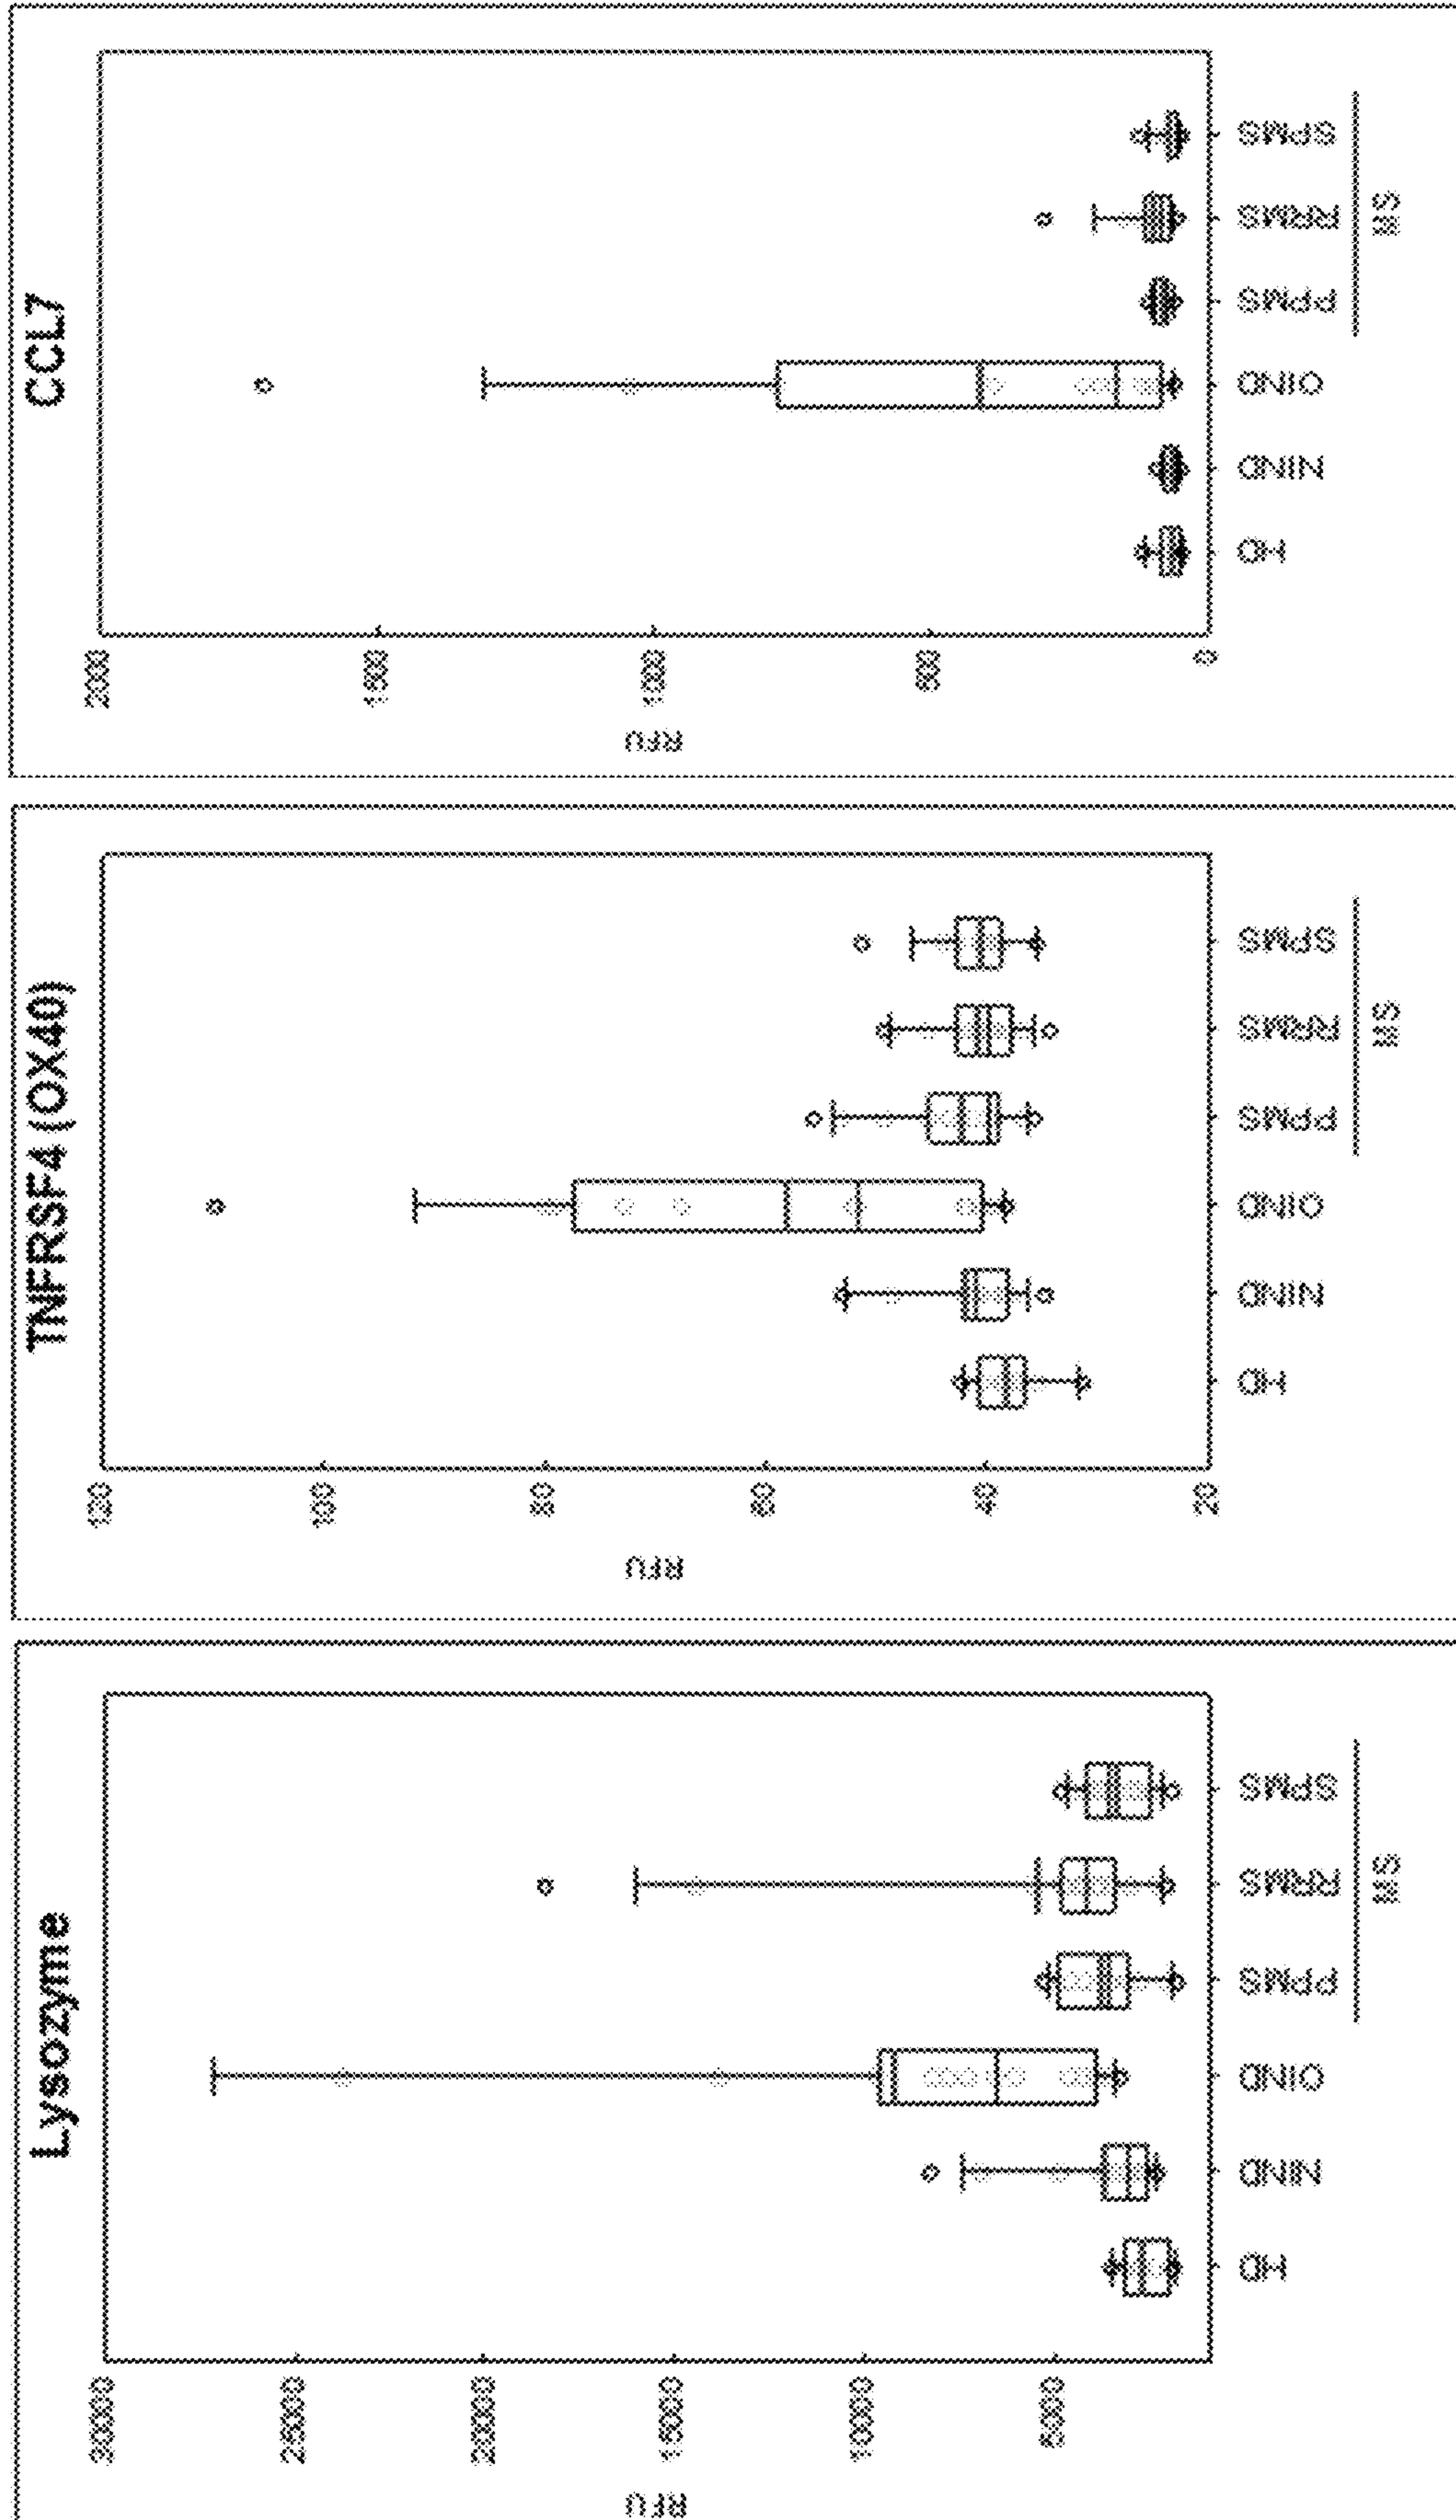 Lysozyme
RFU
30000
25000
20000
15000
10000
5000
HD
NIND
OIND
PPMS
RRMS
SPMS
MS
TNFRSF4 (OX40)
RFU
120
100
80
60
40
20
HD
NIND
OIND
PPMS
RRMS
SPMS
MS
CCL7
RFU
2000
1500
1000
500
0
HD
NIND
OIND
PPMS
RRMS
SPMS
MS